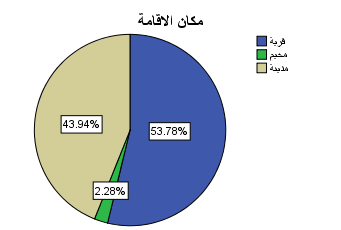 مكان الاقامة
قرية
مخيم
مدينة
53.78%
43.94%
2.28%